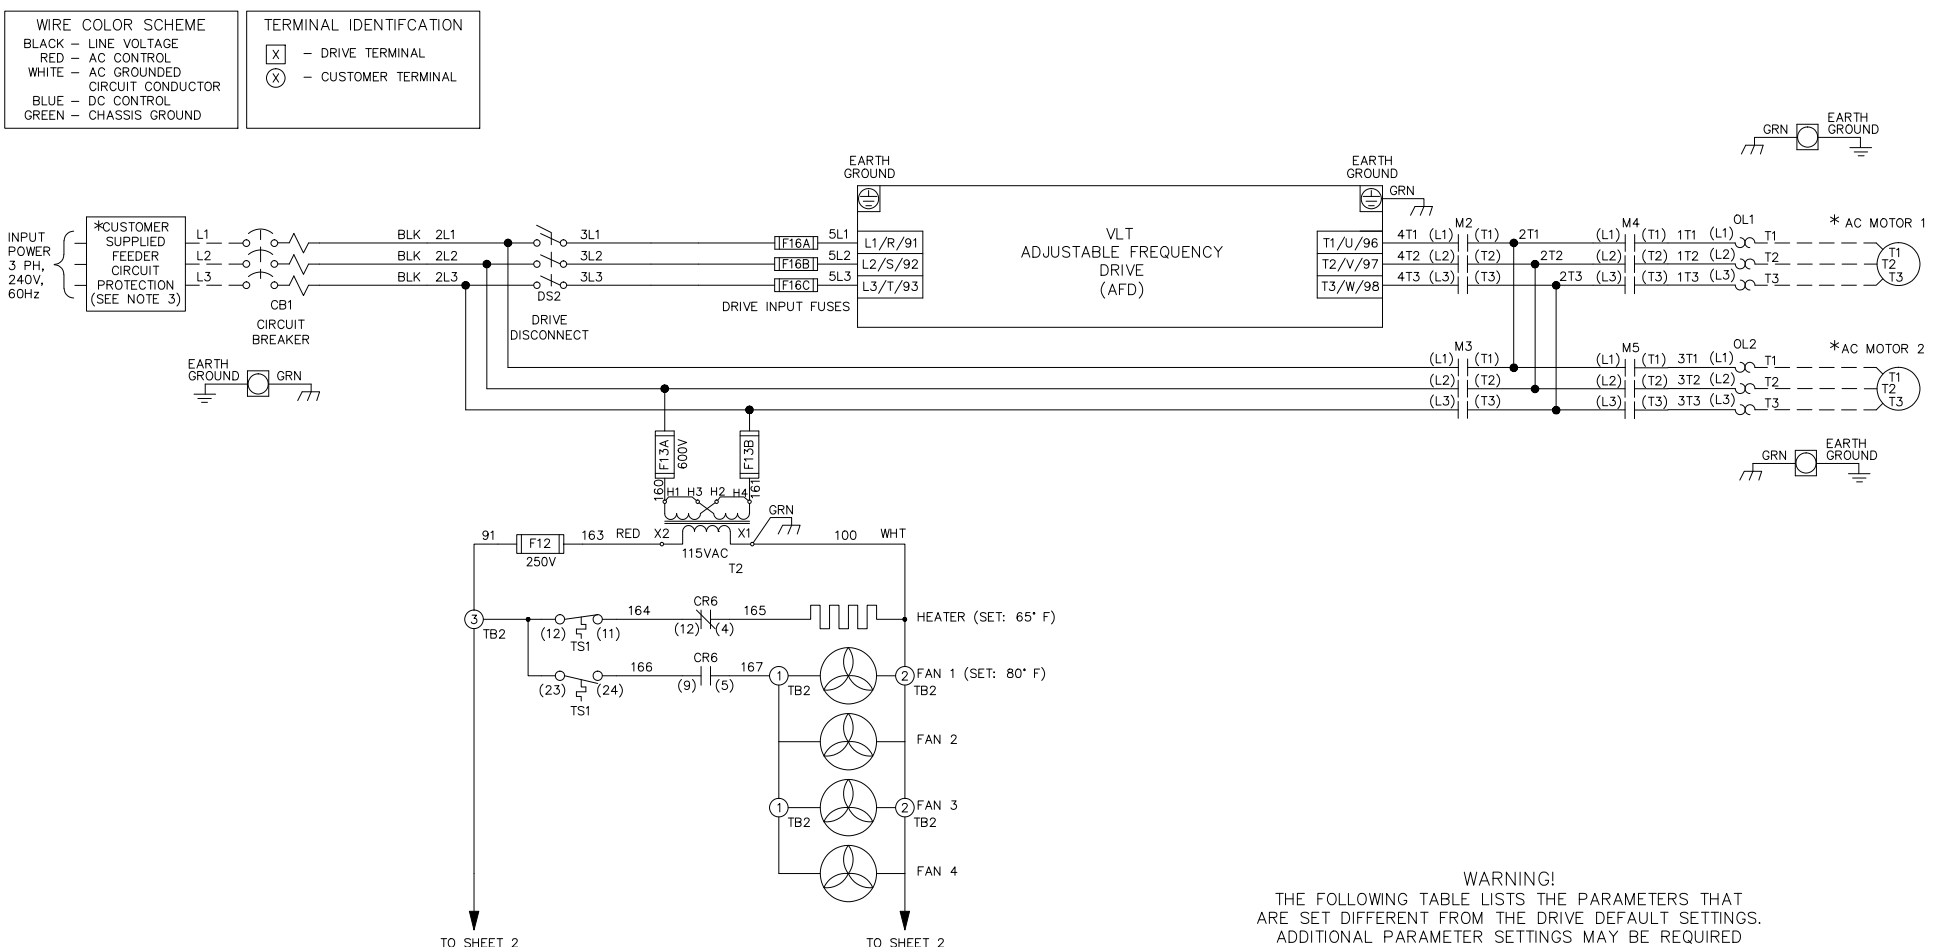 WIRE COLOR SCHEME
BLACK – LINE VOLTAGE
RED – AC CONTROL
WHITE – AC GROUNDED
CIRCUIT CONDUCTOR
BLUE – DC CONTROL
GREEN – CHASSIS GROUND
TERMINAL IDENTIFCATION
X – DRIVE TERMINAL
X – CUSTOMER TERMINAL
GRN
EARTH
GROUND
INPUT
POWER
3 PH,
240V,
60Hz
*CUSTOMER
SUPPLIED
FEEDER
CIRCUIT
PROTECTION
(SEE NOTE 3)
L1
L2
L3
CB1
CIRCUIT
BREAKER
BLK 2L1
BLK 2L2
BLK 2L3
DS2
DRIVE
DISCONNECT
3L1
3L2
3L3
F16A
F16B
F16C
DRIVE INPUT FUSES
5L1
5L2
5L3
EARTH
GROUND
L1/R/91
L2/S/92
L3/T/93
VLT
ADJUSTABLE FREQUENCY
DRIVE
(AFD)
EARTH
GROUND
GRN
T1/U/96
T2/V/97
T3/W/98
M2
4T1 (L1) (T1) 2T1
4T2 (L2) (T2) 2T2
4T3 (L3) (T3) 2T3
M4
(L1) (T1) 1T1 (L1)
(L2) (T2) 1T2 (L2)
(L3) (T3) 1T3 (L3)
OL1
T1
T2
T3
* AC MOTOR 1
T1
T2
T3
EARTH
GROUND
GRN
M3
(L1) (T1)
(L2) (T2)
(L3) (T3)
M5
(L1) (T1) 3T1 (L1)
(L2) (T2) 3T2 (L2)
(L3) (T3) 3T3 (L3)
OL2
T1
T2
T3
*AC MOTOR 2
T1
T2
T3
GRN
EARTH
GROUND
F13A
600V
F13B
160
161
H1 H3 H2 H4
GRN
91
F12
250V
163 RED X2
X1
115VAC
T2
100 WHT
3
TB2
(12) (11)
TS1
164
CR6
(12) (4)
165
HEATER (SET: 65° F)
(23) (24)
TS1
166
CR6
(9) (5)
167
1
TB2
2
TB2
FAN 1 (SET: 80° F)
FAN 2
1
TB2
2
TB2
FAN 3
FAN 4
TO SHEET 2
TO SHEET 2
WARNING!
THE FOLLOWING TABLE LISTS THE PARAMETERS THAT
ARE SET DIFFERENT FROM THE DRIVE DEFAULT SETTINGS.
ADDITIONAL PARAMETER SETTINGS MAY BE REQUIRED